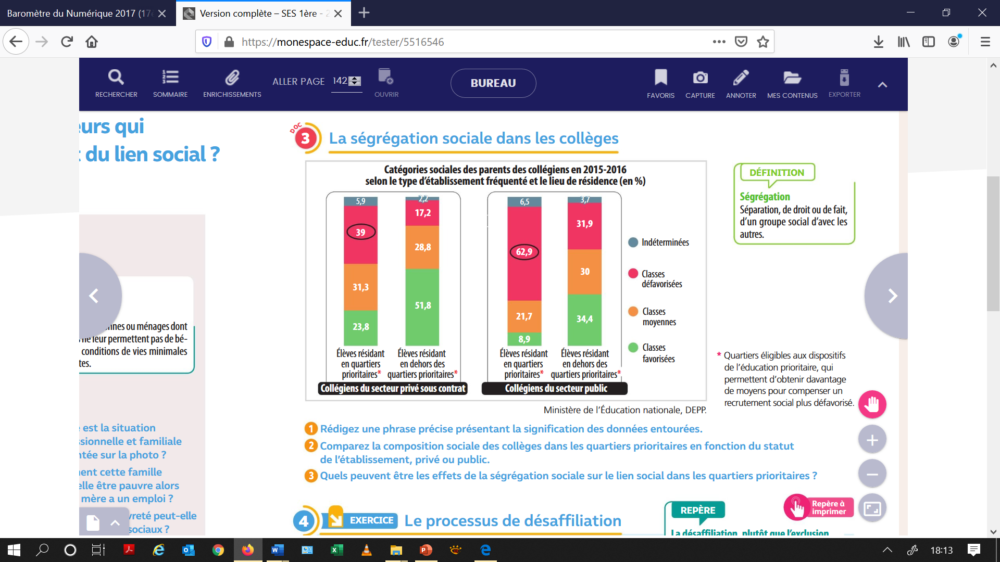 Baromètre du Numérique 2017 (17
Version complète – SES 1ère - 2
https://monespace-educ.fr/tester/5516546
RECHERCHER
SOMMAIRE
ENRICHISSEMENTS
ALLER PAGE 142
OUVRIR
BUREAU
FAVORIS
CAPTURE
ANNOTER
MES CONTENUS
EXPORTER
eurs qui
du lien social ?
nnes ou ménages dont
ne leur permettent pas de bé-
conditions de vies minimales
tes.
est la situation
ssionnelle et familiale
ntée sur la photo ?
ent cette famille
elle être pauvre alors
mère a un emploi ?
vreté peut-elle
sociaux ?
DOC
3 La ségrégation sociale dans les collèges
Catégories sociales des parents des collégiens en 2015-2016
selon le type d'établissement fréquenté et le lieu de résidence (en %)
5,9
39
31,3
23,8
2,2
17,2
28,8
51,8
6,5
62,9
21,7
8,9
3,7
31,9
30
34,4
Indéterminées
Classes
défavorisées
Classes
moyennes
Classes
favorisées
Élèves résidant
en quartiers
prioritaires*
Élèves résidant
en dehors des
quartiers prioritaires*
Élèves résidant
en quartiers
prioritaires*
Élèves résidant
en dehors des
quartiers prioritaires*
Collégiens du secteur privé sous contrat
Collégiens du secteur public
Ministère de l'Éducation nationale, DEPP.
DÉFINITION
Ségrégation
Séparation, de droit ou de fait,
d'un groupe social d'avec les
autres.
* Quartiers éligibles aux dispositifs
de l'éducation prioritaire, qui
permettent d'obtenir davantage
de moyens pour compenser un
recrutement social plus défavorisé.
1 Rédigez une phrase précise présentant la signification des données entourées.
2 Comparez la composition sociale des collèges dans les quartiers prioritaires en fonction du statut
de l'établissement, privé ou public.
3 Quels peuvent être les effets de la ségrégation sociale sur le lien social dans les quartiers prioritaires ?
4 EXERCICE Le processus de désaffiliation
REPÈRE
Repère à
imprimer
La désaffiliation, plutôt que l'exclusion
18:13